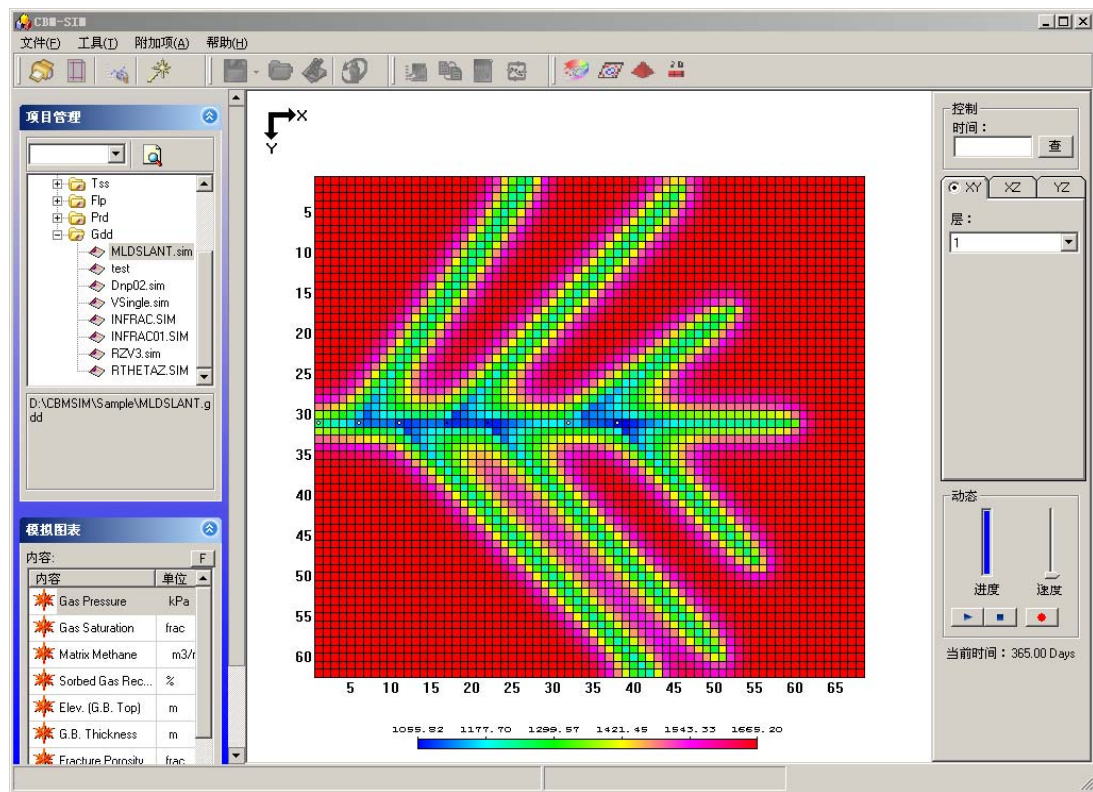 CBM-SIM
文件(F) 工具(T) 附加项(A) 帮助(H)
项目管理
Tss
Flp
Prd
Gdd
MLDSLANT.sim
test
Dnp02.sim
VSingle.sim
INFRAC.SIM
INFRAC01.SIM
RZV3.sim
RTHETAZ.SIM
D:\CBMSIM\Sample\MLDSLANT.g
dd
模拟图表
内容: F
内容 单位
Gas Pressure kPa
Gas Saturation frac
Matrix Methane m3/r
Sorbed Gas Rec... %
Elev. (G.B. Top) m
G.B. Thickness m
Fracture Porosity frac
X
Y
5
10
15
20
25
30
35
40
45
50
55
60
5 10 15 20 25 30 35 40 45 50 55 60 65
1055.82 1177.70 1299.57 1421.45 1543.33 1665.20
控制
时间:
查
XY XZ YZ
层:
1
动态
进度 速度
当前时间:365.00 Days